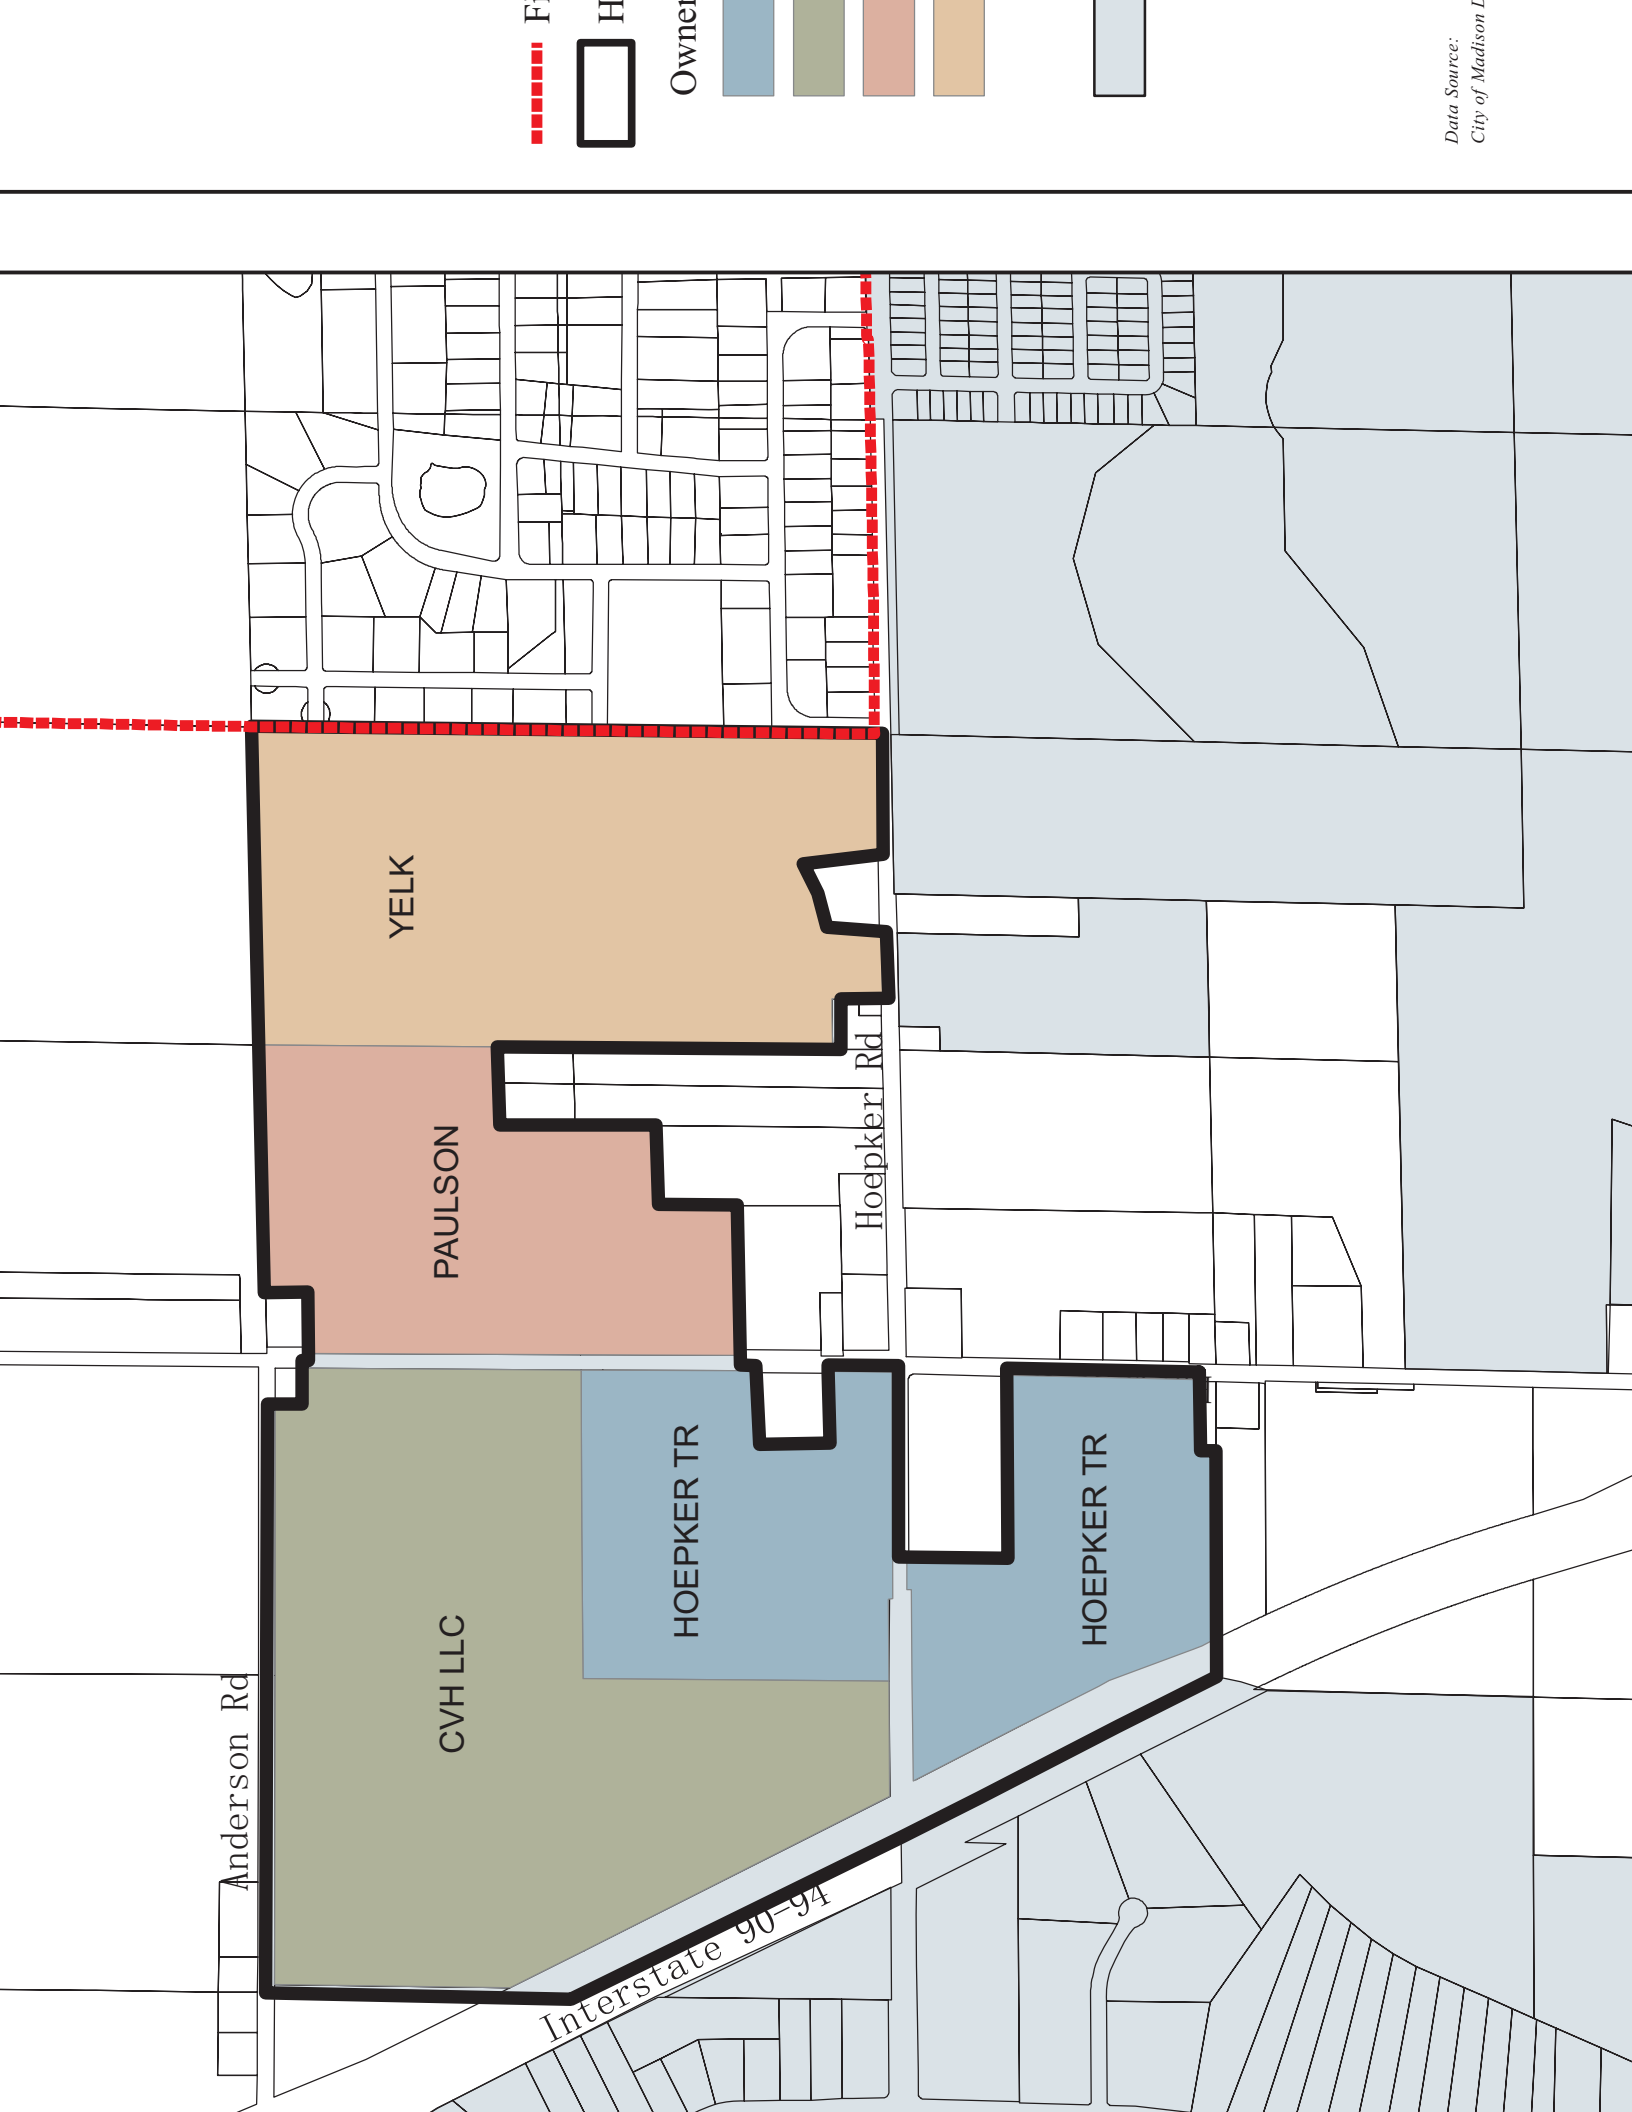 Data Source:
City of Madison
YELK
PAULSON
Hoepker Rd
HOEPKER TR
HOEPKER TR
CVH LLC
Anderson Rd
Interstate 90-94